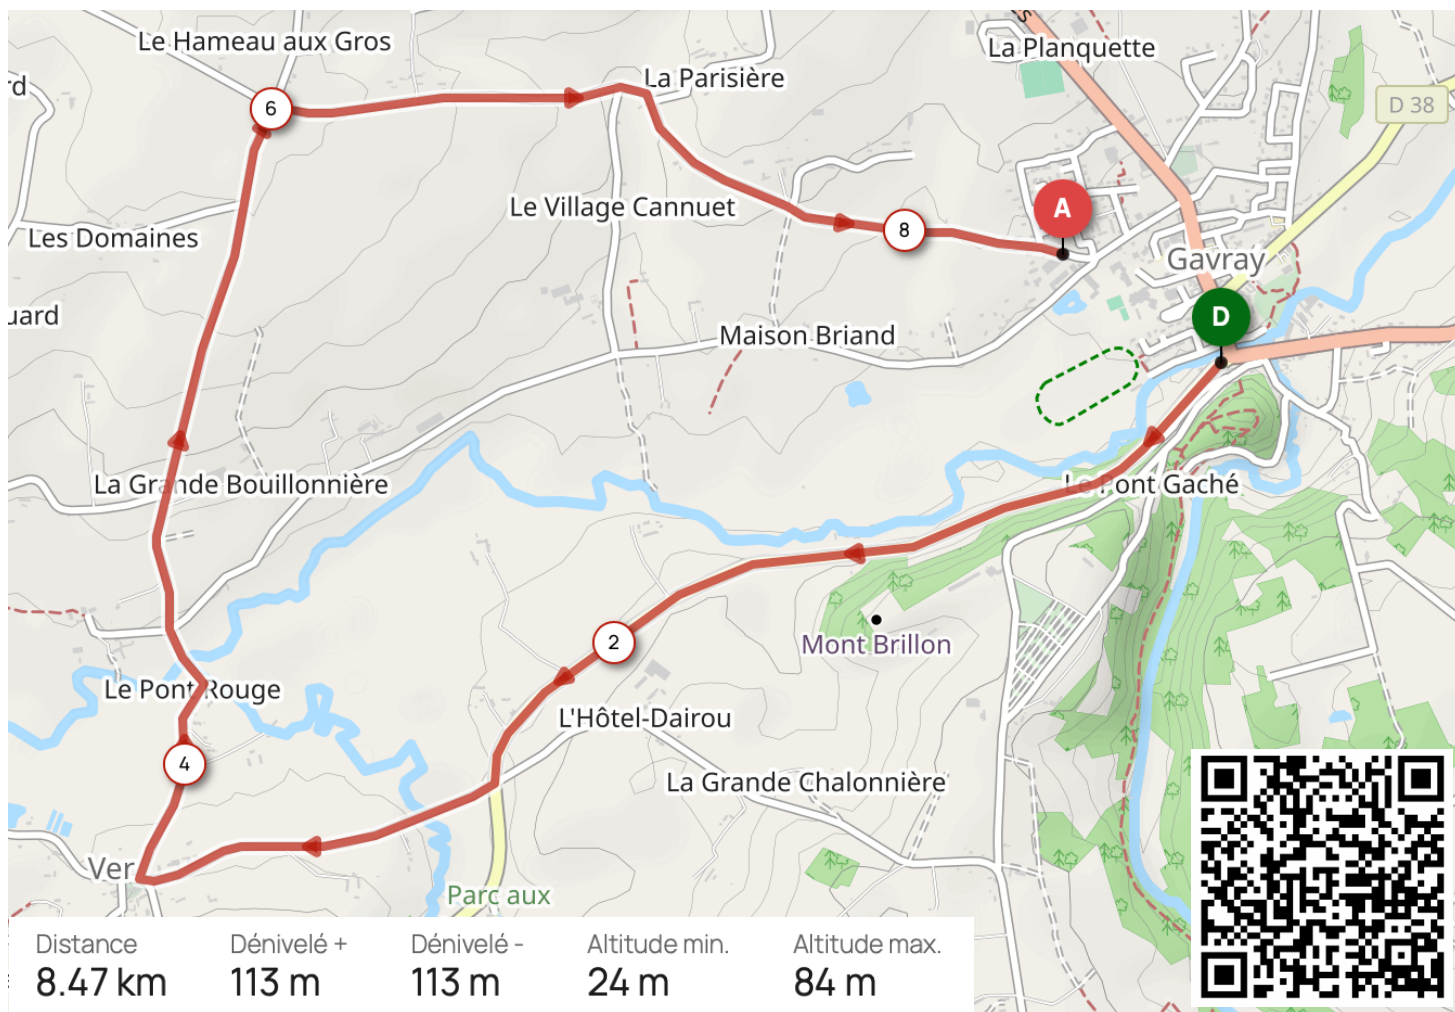 Le Hameau aux Gros
La Planquette
La Parisière
rd
6
D 38
A
Le Village Cannuet
8
Les Domaines
Gavray
uard
D
Maison Briand
La Grande Bouillonnière
Le Pont Gaché
2
Mont Brillon
Le Pont Rouge
L'Hôtel-Dairou
4
La Grande Chalonnière
Ver
Parc aux
Distance
8.47 km
Dénivelé +
113 m
Dénivelé -
113 m
Altitude min.
24 m
Altitude max.
84 m